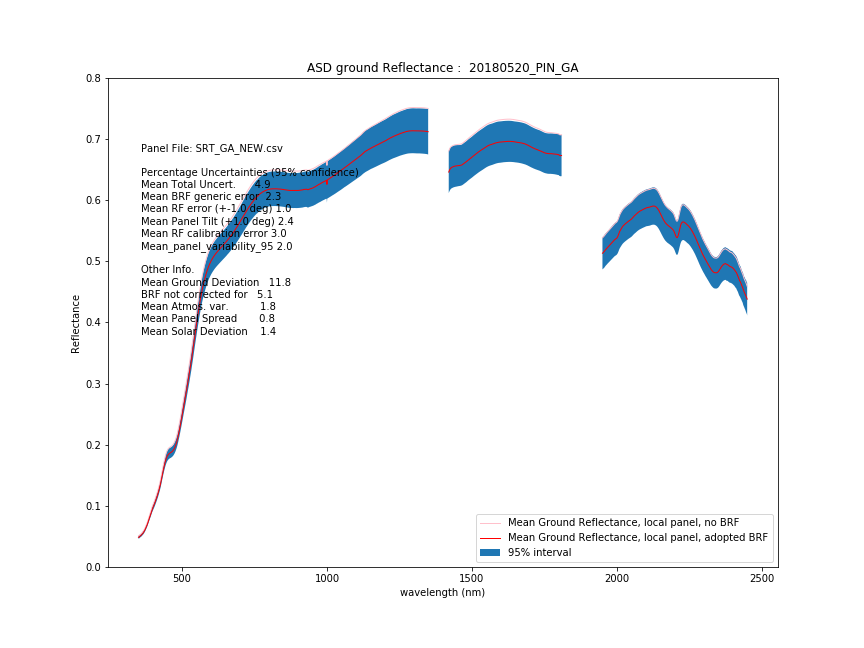 ASD ground Reflectance :  20180520_PIN_GA
Panel File: SRT_GA_NEW.csv
Percentage Uncertainties (95% confidence)
Mean Total Uncert.      4.9
Mean BRF generic error  2.3
Mean RF error (+-1.0 deg) 1.0
Mean Panel Tilt (+1.0 deg) 2.4
Mean RF calibration error 3.0
Mean_panel_variability_95 2.0
Other Info.
Mean Ground Deviation   11.8
BRF not corrected for   5.1
Mean Atmos. var.          1.8
Mean Panel Spread       0.8
Mean Solar Deviation    1.4
0.8
0.7
0.6
0.5
0.4
0.3
0.2
0.1
0.0
Reflectance
500
1000
1500
2000
2500
wavelength (nm)
Mean Ground Reflectance, local panel, no BRF
Mean Ground Reflectance, local panel, adopted BRF
95% interval